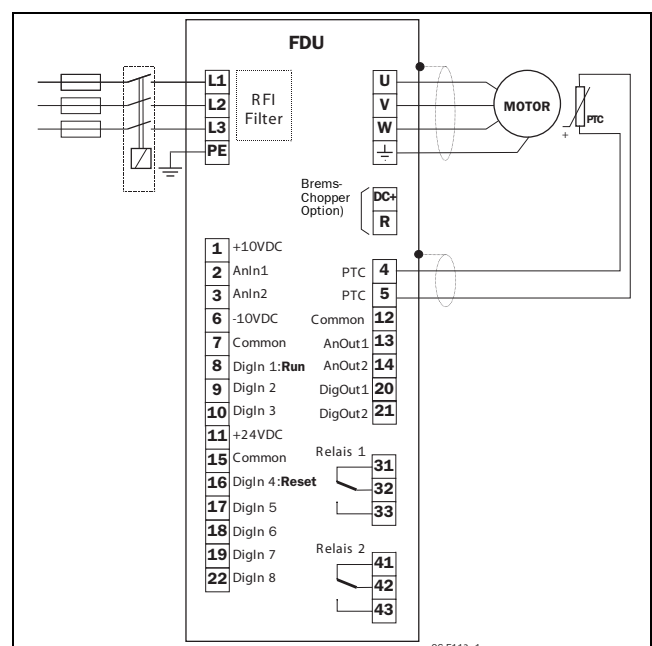 FDU
L1
L2
L3
PE
RFI
Filter
U
V
W
MOTOR
PTC
+
Brems-
Chopper
Option)
DC+
R
1 +10VDC
2 AnIn1
3 AnIn2
6 -10VDC
7 Common
8 DigIn 1:Run
9 DigIn 2
10 DigIn 3
11 +24VDC
15 Common
16 DigIn 4:Reset
17 DigIn 5
18 DigIn 6
19 DigIn 7
22 DigIn 8
PTC 4
PTC 5
Common 12
AnOut1 13
AnOut2 14
DigOut1 20
DigOut2 21
Relais 1
31
32
33
Relais 2
41
42
43